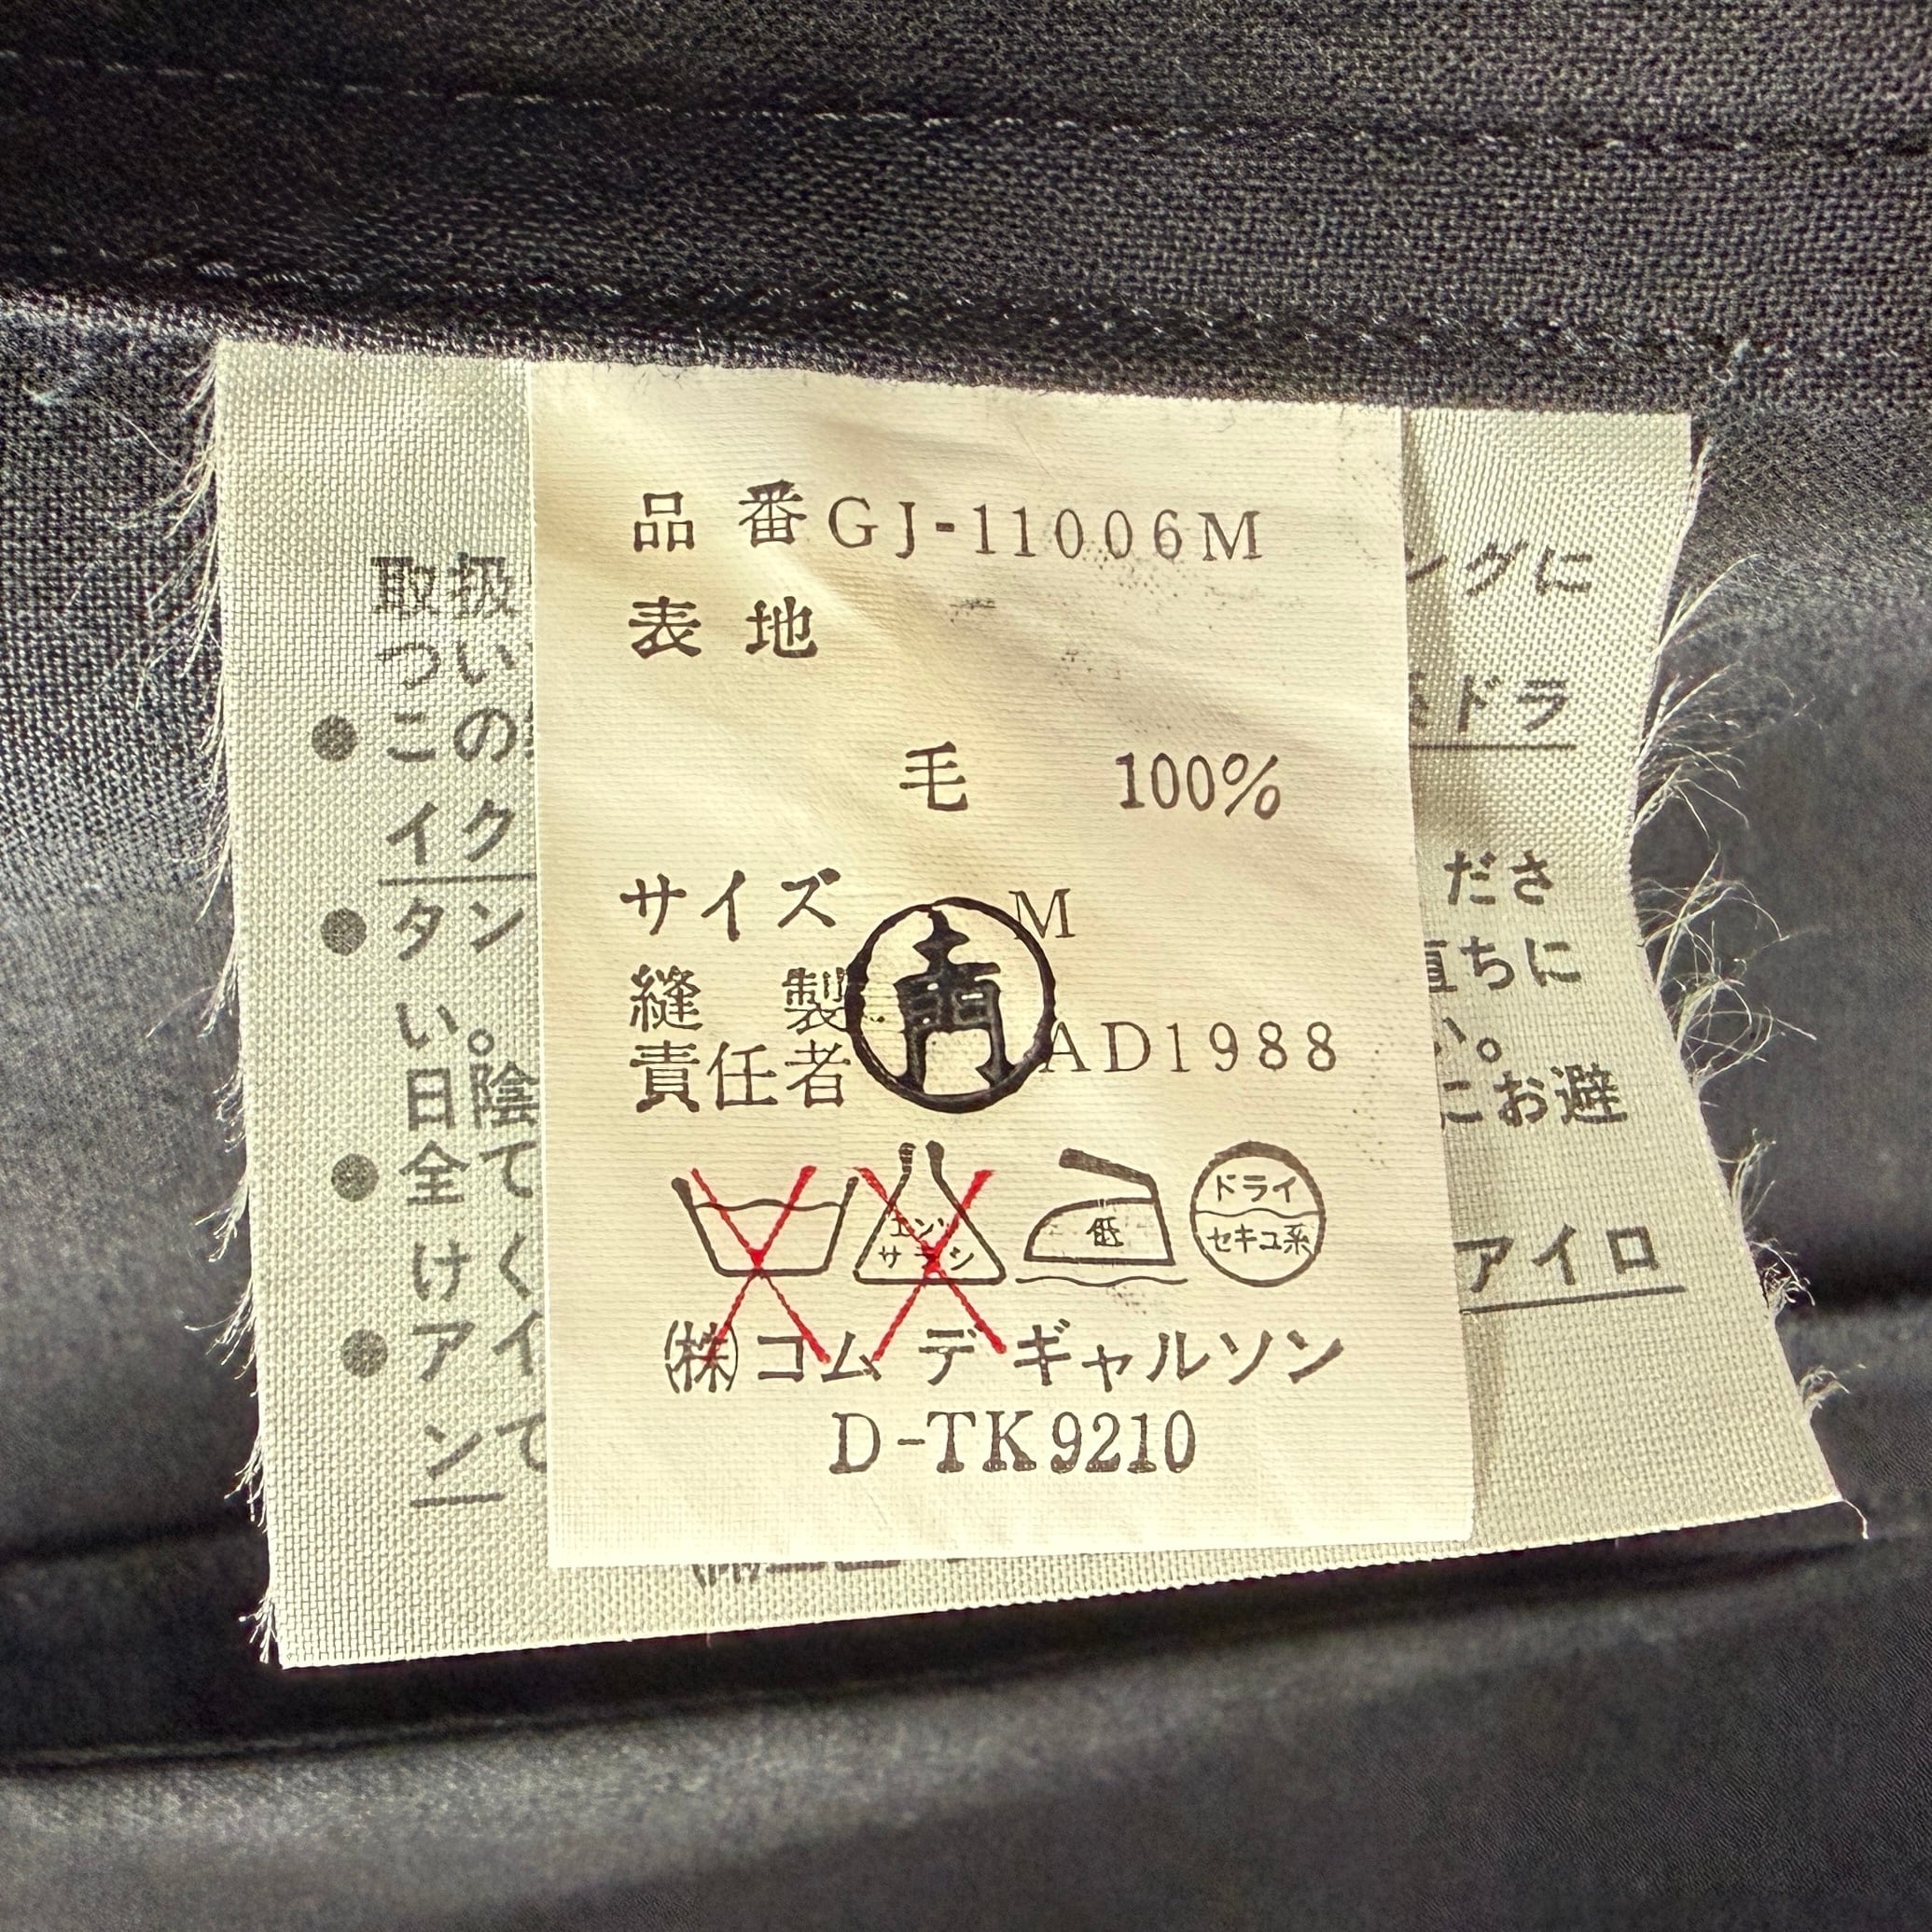 品 番 GJ-11006M
表 地
毛 100%
サイズ M
縫 製
責任者 AD1988
エンソ
サラシ
低
ドライ
セキユ系
㈱コム デ ギャルソン
D-TK9210
取扱
ングに
つい
● この
ドラ
イク
● タン
ださ
直ちに
い。
い。
日陰
にお避
● 全て
けく
● アイ
アイロ
ンて